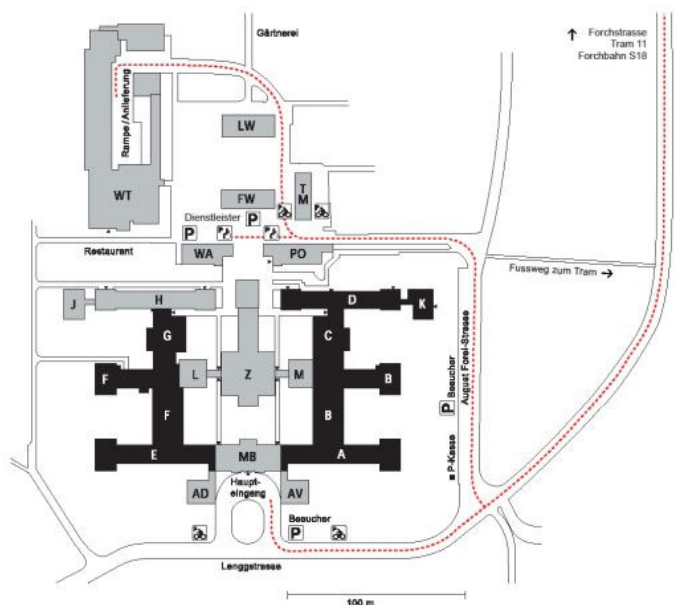 Gärtnerei
↑ Forchstrasse
Tram 11
Forchbahn S18
Rampe/Anlieferung
LW
WT
FW
T
M
Dienstleister
P
P
Restaurant
WA
PO
Fussweg zum Tram →
J
H
D
K
G
C
L
Z
M
F
B
F
B
August Forel-Strasse
P Besucher
P-Kasse
E
MB
A
Haupt-
eingang
AD
AV
Besucher
P
Lenggstrasse
100 m